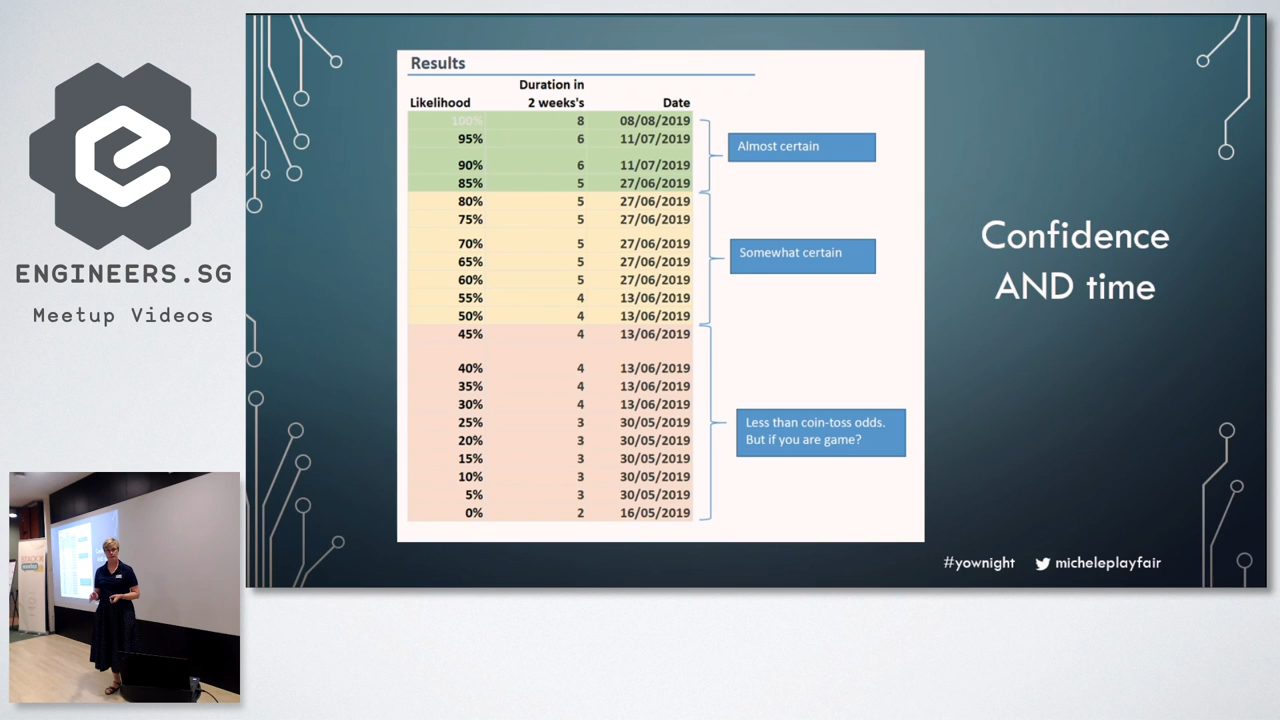 ENGINEERS.SG
Meetup Videos
Results
Likelihood Duration in 2 weeks's Date
100% 8 08/08/2019
95% 6 11/07/2019
90% 6 11/07/2019
85% 5 27/06/2019
80% 5 27/06/2019
75% 5 27/06/2019
70% 5 27/06/2019
65% 5 27/06/2019
60% 5 27/06/2019
55% 4 13/06/2019
50% 4 13/06/2019
45% 4 13/06/2019
40% 4 13/06/2019
35% 4 13/06/2019
30% 4 13/06/2019
25% 3 30/05/2019
20% 3 30/05/2019
15% 3 30/05/2019
10% 3 30/05/2019
5% 3 30/05/2019
0% 2 16/05/2019
Almost certain
Somewhat certain
Less than coin-toss odds.
But if you are game?
Confidence
AND time
#yownight micheleplayfair